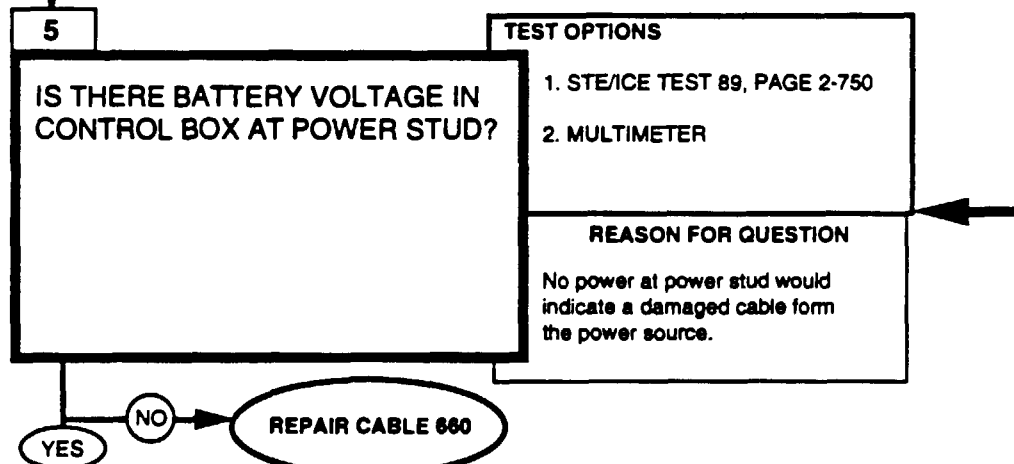 5
IS THERE BATTERY VOLTAGE IN
CONTROL BOX AT POWER STUD?
TEST OPTIONS
1. STE/ICE TEST 89, PAGE 2-750
2. MULTIMETER
REASON FOR QUESTION
No power at power stud would
indicate a damaged cable form
the power source.
NO
REPAIR CABLE 660
YES